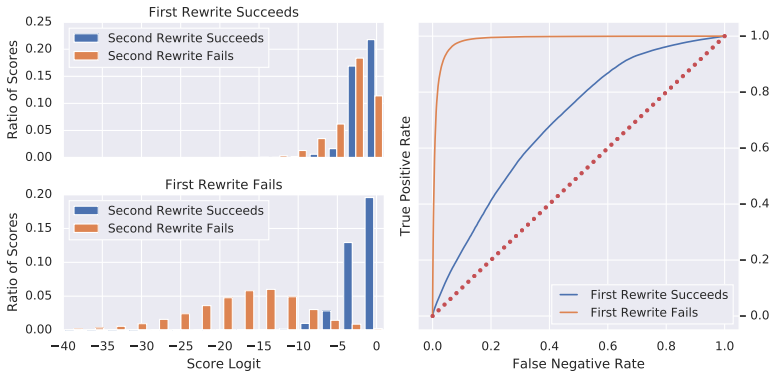 First Rewrite Succeeds
0.25
0.20
0.15
0.10
0.05
0.00
Ratio of Scores
Second Rewrite Succeeds
Second Rewrite Fails
First Rewrite Fails
0.20
0.15
0.10
0.05
0.00
Ratio of Scores
Second Rewrite Succeeds
Second Rewrite Fails
−40 −35 −30 −25 −20 −15 −10 −5 0
Score Logit
True Positive Rate
1.0
0.8
0.6
0.4
0.2
0.0
First Rewrite Succeeds
First Rewrite Fails
0.0 0.2 0.4 0.6 0.8 1.0
False Negative Rate